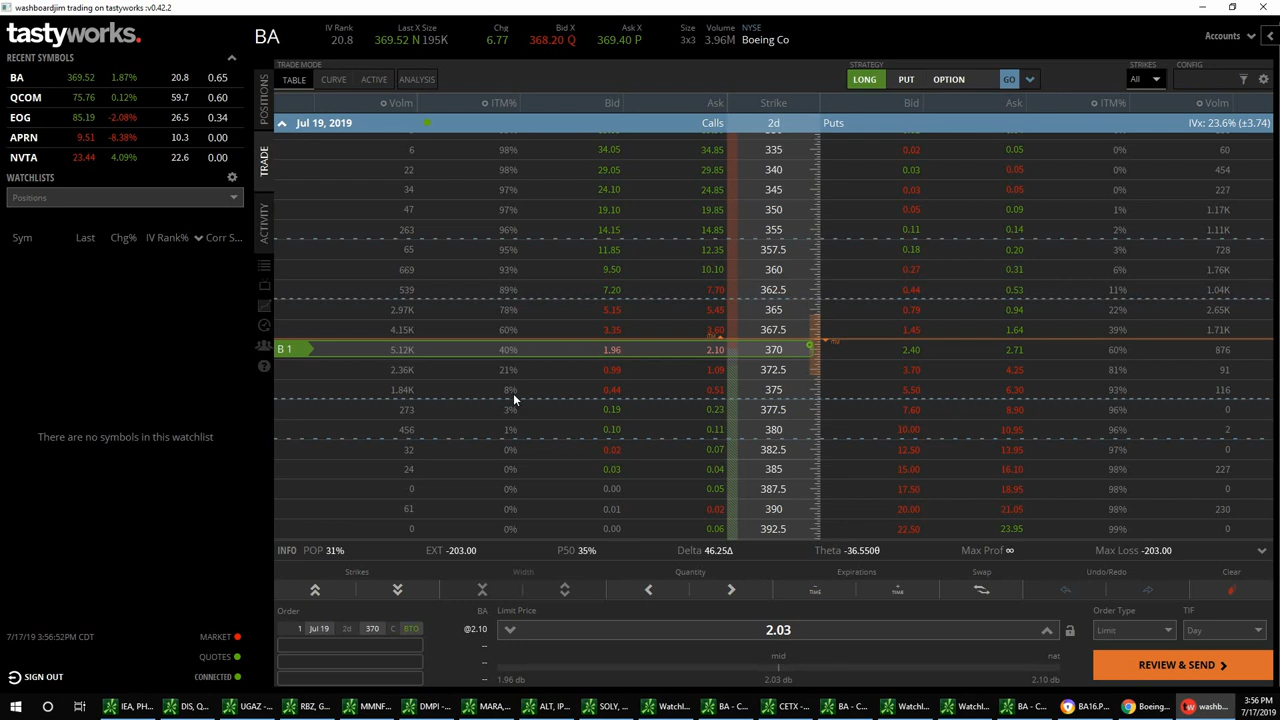 washboardjim trading on tastyworks :v0.42.2
tastyworks.
RECENT SYMBOLS
BA 369.52 1.87% 20.8 0.65
QCOM 75.76 0.12% 59.7 0.60
EOG 85.19 -2.08% 26.5 0.34
APRN 9.51 -8.38% 10.3 0.00
NVTA 23.44 4.09% 22.6 0.00
WATCHLISTS
Positions
Sym Last Chg% IV Rank% Corr S...
There are no symbols in this watchlist
7/17/19 3:56:52PM CDT MARKET
QUOTES
SIGN OUT CONNECTED
BA
IV Rank Last X Size Chg Bid X Ask X Size Volume NYSE
20.8 369.52 N 195K 6.77 368.20 Q 369.40 P 3x3 3.96M Boeing Co
Accounts
POSITIONS
TRADE
ACTIVITY
TRADE MODE STRATEGY STRIKES CONFIG
TABLE CURVE ACTIVE ANALYSIS LONG PUT OPTION GO All
Volm ITM% Bid Ask Strike Bid Ask ITM% Volm
Jul 19, 2019 Calls 2d Puts IVx: 23.6% (±3.74)
6 98% 34.05 34.85 335 0.02 0.05 0% 60
22 98% 29.05 29.85 340 0.03 0.05 0% 454
34 97% 24.10 24.85 345 0.03 0.05 0% 227
47 97% 19.10 19.85 350 0.05 0.09 1% 1.17K
263 96% 14.15 14.85 355 0.11 0.14 2% 1.11K
65 95% 11.85 12.35 357.5 0.18 0.20 3% 728
669 93% 9.50 10.10 360 0.27 0.31 6% 1.76K
539 89% 7.20 7.70 362.5 0.44 0.53 11% 1.04K
2.97K 78% 5.15 5.45 365 0.79 0.94 22% 2.65K
4.15K 60% 3.35 3.60 367.5 1.45 1.64 39% 1.71K
B 1 5.12K 40% 1.96 2.10 370 2.40 2.71 60% 876
2.36K 21% 0.99 1.09 372.5 3.70 4.25 81% 91
1.84K 8% 0.44 0.51 375 5.50 6.30 93% 116
273 3% 0.19 0.23 377.5 7.60 8.90 96% 0
456 1% 0.10 0.11 380 10.00 10.95 96% 2
32 0% 0.02 0.07 382.5 12.50 13.95 97% 0
24 0% 0.03 0.04 385 15.00 16.10 98% 227
0 0% 0.00 0.05 387.5 17.50 18.95 98% 0
61 0% 0.01 0.02 390 20.00 21.05 98% 230
0 0% 0.00 0.06 392.5 22.50 23.95 99% 0
INFO POP 31% EXT -203.00 P50 35% Delta 46.25Δ Theta -36.550θ Max Prof ∞ Max Loss -203.00
Strikes Width Quantity Expirations Swap Undo/Redo Clear
Order BA Limit Price Order Type TIF
1 Jul 19 2d 370 C BTO @2.10 2.03 Limit Day
--
--
--
mid nat
1.96 db 2.03 db 2.10 db
REVIEW & SEND
IEA, PH... DIS, Q... UGAZ -... RBZ, G... MMNF... DMPI -... MARA,... ALT, IP... SOLV, ... Watchl... BA - C... CETX -... BA - C... Watchl... Watchl... BA - C... BA16.P... Boeing... washb...
3:56 PM
7/17/2019